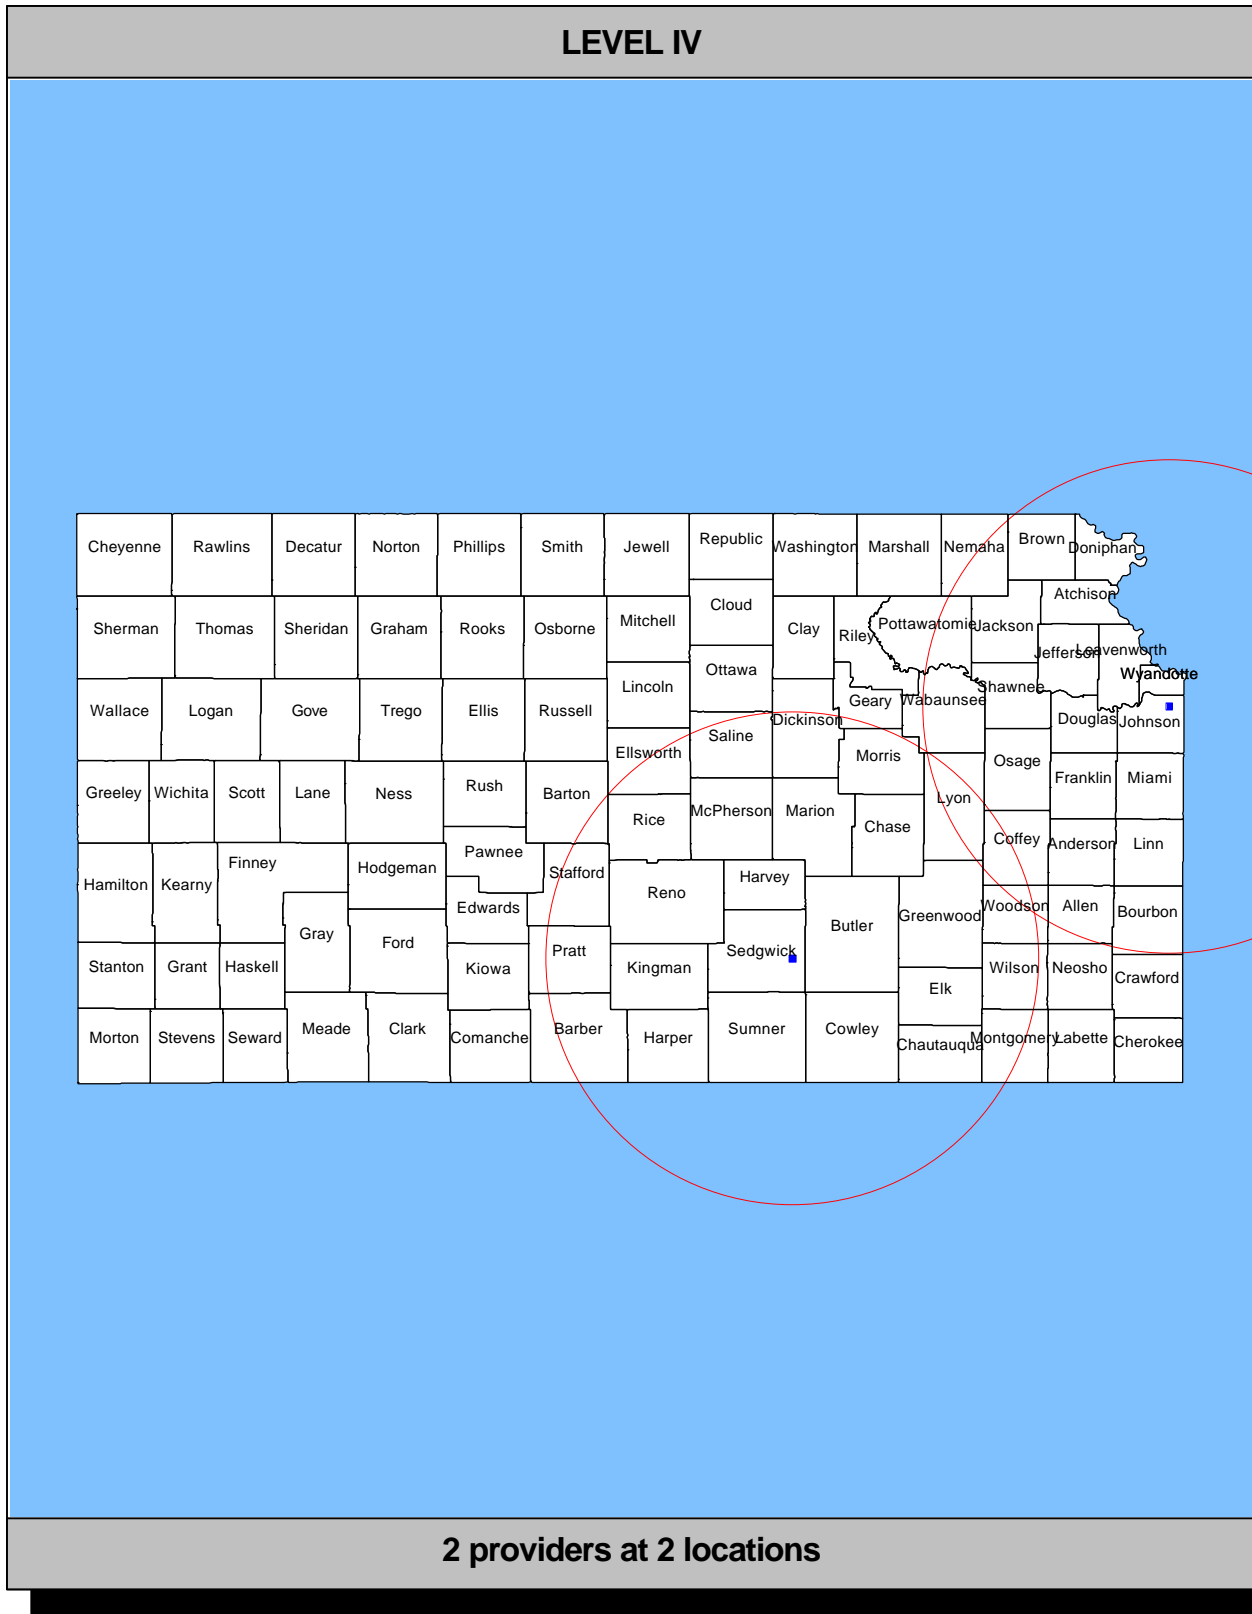 LEVEL IV
Cheyenne Rawlins Decatur Norton Phillips Smith Jewell Republic Washington Marshall Nemaha Brown Doniphan
Atchison
Sherman Thomas Sheridan Graham Rooks Osborne Mitchell Cloud Clay Riley Pottawatomie Jackson Jefferson Leavenworth
Wyandotte
Wallace Logan Gove Trego Ellis Russell Lincoln Ottawa Dickinson Geary Wabaunsee Shawnee Douglas Johnson
Ellsworth Saline Morris Osage
Greeley Wichita Scott Lane Ness Rush Barton Rice McPherson Marion Chase Lyon Franklin Miami
Coffey Anderson Linn
Hamilton Kearny Finney Hodgeman Pawnee Stafford Reno Harvey
Edwards Butler Greenwood Woodson Allen Bourbon
Gray Ford
Stanton Grant Haskell Kiowa Pratt Kingman Sedgwick Elk Wilson Neosho Crawford
Morton Stevens Seward Meade Clark Comanche Barber Harper Sumner Cowley Chautauqua Montgomery Labette Cherokee
2 providers at 2 locations